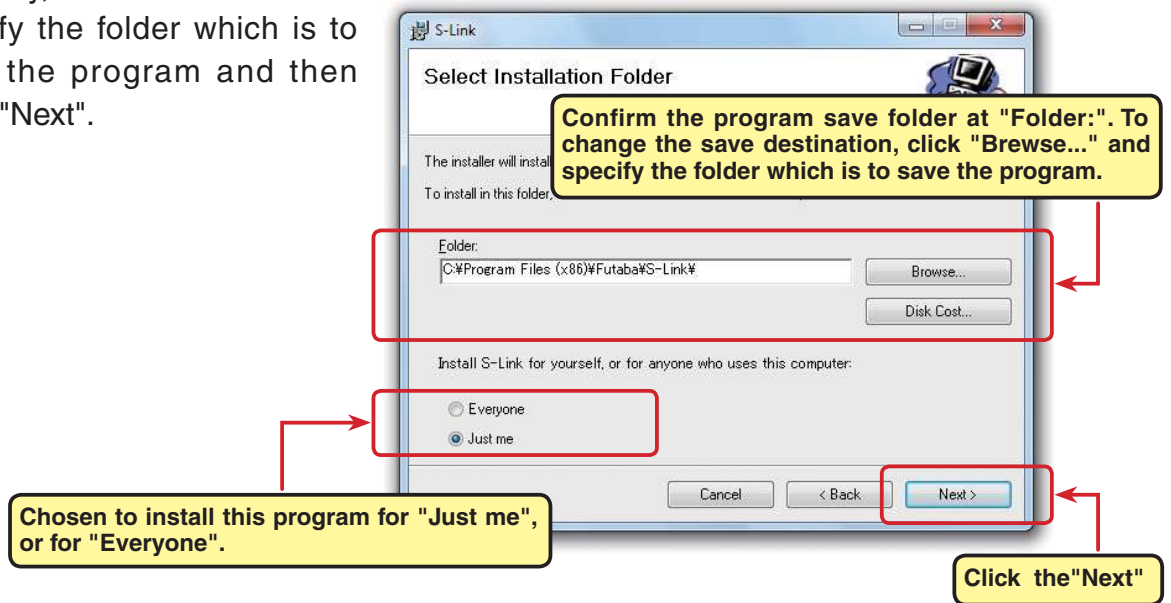 fy the folder which is to
the program and then
"Next".
S-Link
Select Installation Folder
Confirm the program save folder at "Folder:". To
change the save destination, click "Brewse..." and
specify the folder which is to save the program.
The installer will install
To install in this folder,
Folder:
C:¥Program Files (x86)¥Futaba¥S-Link¥
Browse...
Disk Cost...
Install S-Link for yourself, or for anyone who uses this computer:
Everyone
Just me
Cancel
< Back
Next >
Chosen to install this program for "Just me",
or for "Everyone".
Click the"Next"